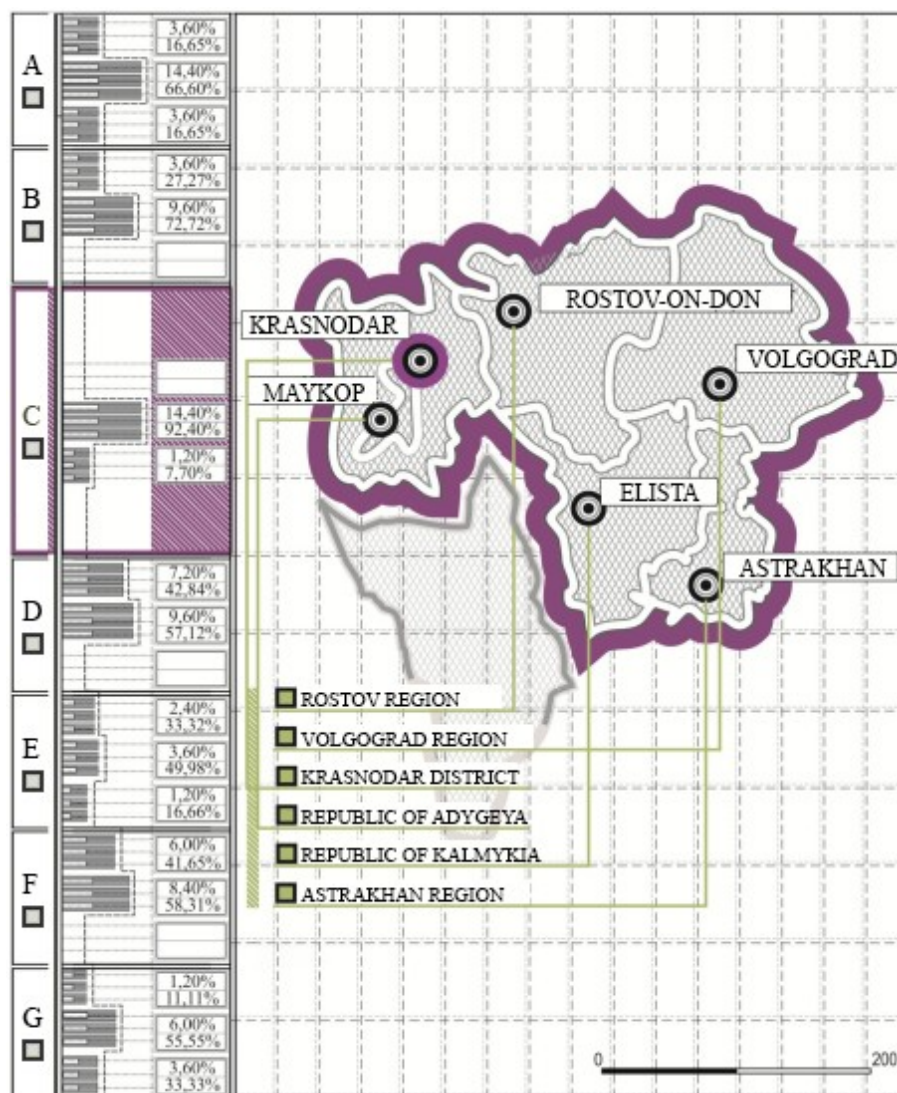 A
3,60%
16,65%
14,40%
66,60%
3,60%
16,65%
B
3,60%
27,27%
9,60%
72,72%
C
14,40%
92,40%
1,20%
7,70%
D
7,20%
42,84%
9,60%
57,12%
E
2,40%
33,32%
3,60%
49,98%
1,20%
16,66%
F
6,00%
41,65%
8,40%
58,31%
G
1,20%
11,11%
6,00%
55,55%
3,60%
33,33%
ROSTOV-ON-DON
KRASNODAR
VOLGOGRAD
MAYKOP
ELISTA
ASTRAKHAN
ROSTOV REGION
VOLGOGRAD REGION
KRASNODAR DISTRICT
REPUBLIC OF ADYGEYA
REPUBLIC OF KALMYKIA
ASTRAKHAN REGION
0 200